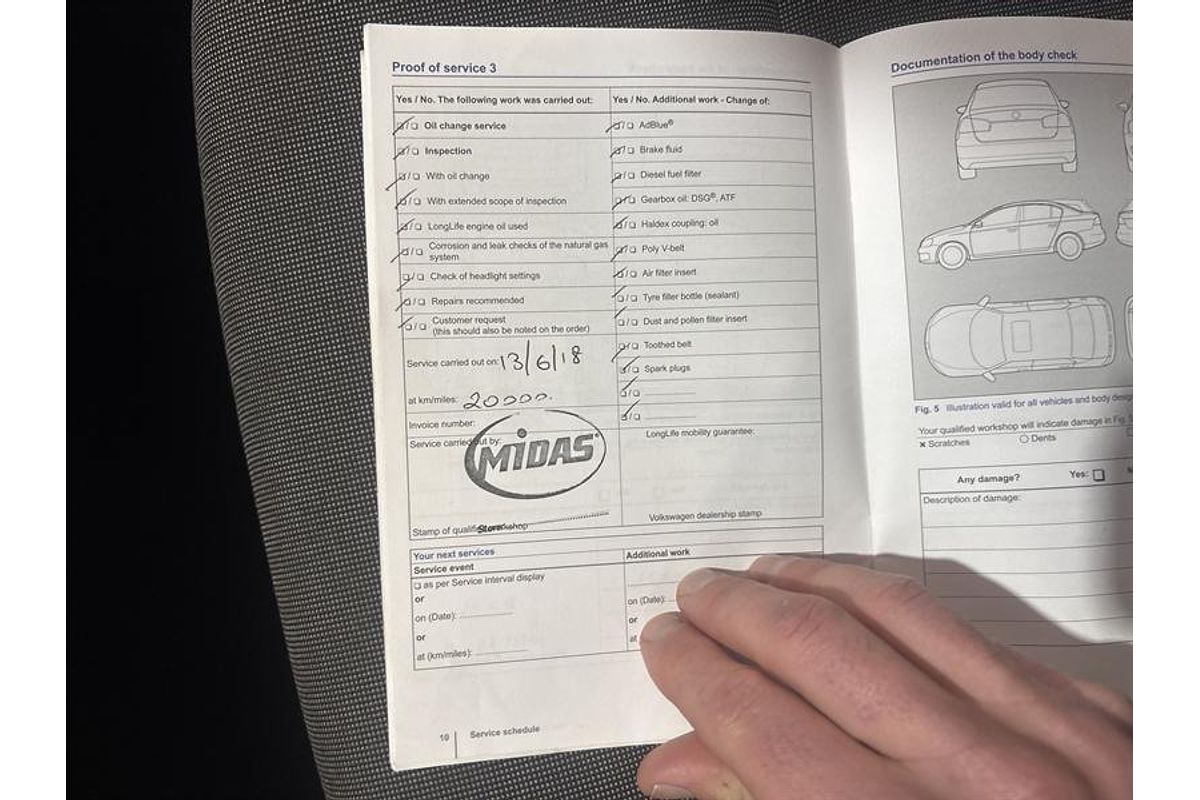 Proof of service 3
Yes / No. The following work was carried out:
Oil change service
Inspection
With oil change
With extended scope of inspection
LongLife engine oil used
Corrosion and leak checks of the natural gas
system
Check of headlight settings
Repairs recommended
Customer request
(this should also be noted on the order)
Service carried out on: 13/6/18
at km/miles: 20000.
Invoice number:
Service carried out by:
MIDAS
Stamp of
Store
Yes / No. Additional work - Change of:
AdBlue®
Brake fluid
Diesel fuel filter
Gearbox oil: DSG®, ATF
Haldex coupling: oil
Poly V-belt
Air filter insert
Tyre filler bottle (sealant)
Dust and pollen filter insert
Toothed belt
Spark plugs
LongLife mobility guarantee:
Volkswagen dealership stamp
Your next services
Service event
as per Service interval display
or
on (Date):
or
at (km/miles):
Additional work
on (Date):
or
at
10 Service schedule
Documentation of the body check
Fig. 5 Illustration valid for all vehicles and body
Your qualified workshop will indicate damage in Fig.
× Scratches
Dents
Any damage?
Yes:
Description of damage: